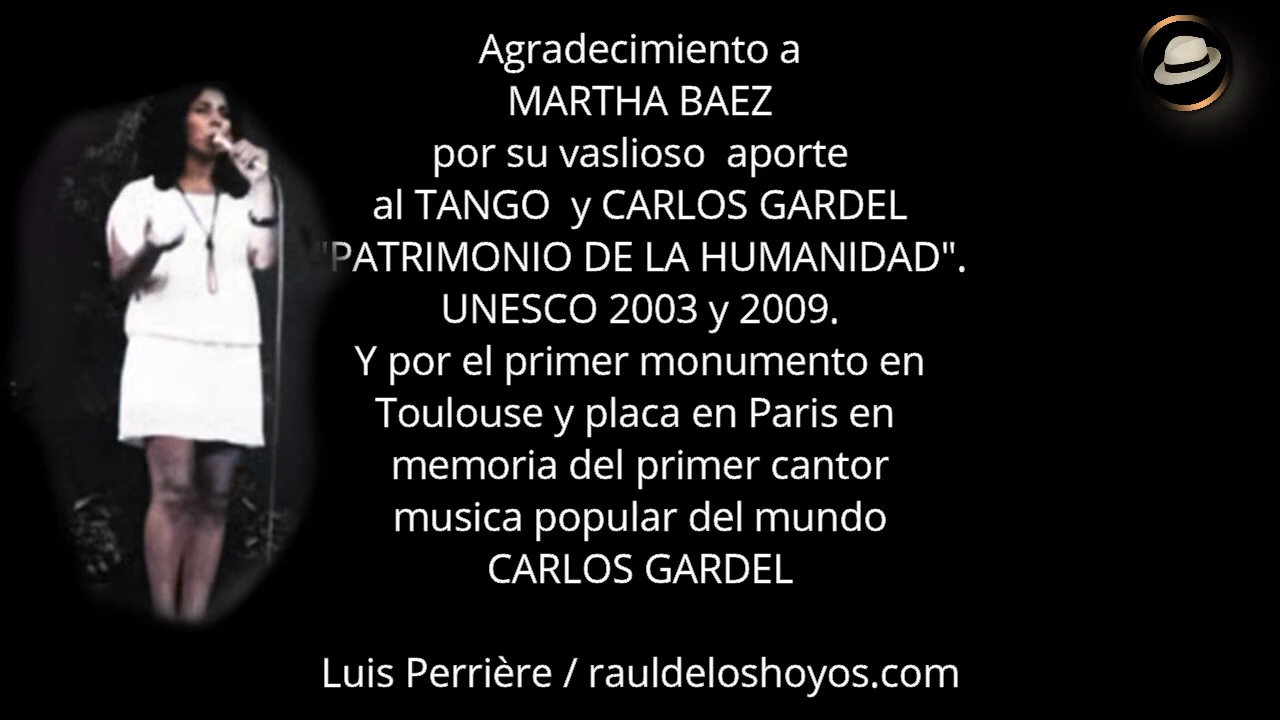 Agradecimiento a
MARTHA BAEZ
por su vaslioso aporte
al TANGO y CARLOS GARDEL
"PATRIMONIO DE LA HUMANIDAD".
UNESCO 2003 y 2009.
Y por el primer monumento en
Toulouse y placa en Paris en
memoria del primer cantor
musica popular del mundo
CARLOS GARDEL
Luis Perrière / rauldeloshoyos.com